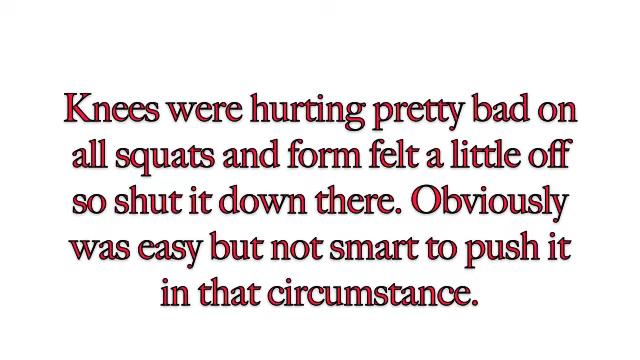 Knees were hurting pretty bad on
all squats and form felt a little off
so shut it down there. Obviously
was easy but not smart to push it
in that circumstance.